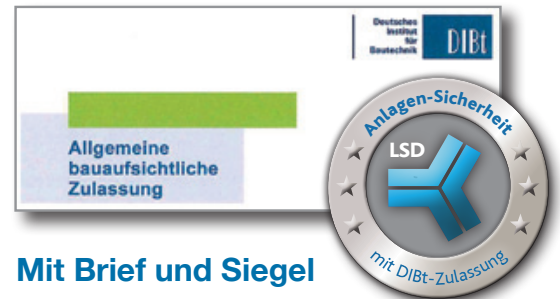 Deutsches
Institut
für
Bautechnik
DIBt
Allgemeine
bauaufsichtliche
Zulassung
Anlagen-Sicherheit
LSD
mit DIBt-Zulassung
Mit Brief und Siegel